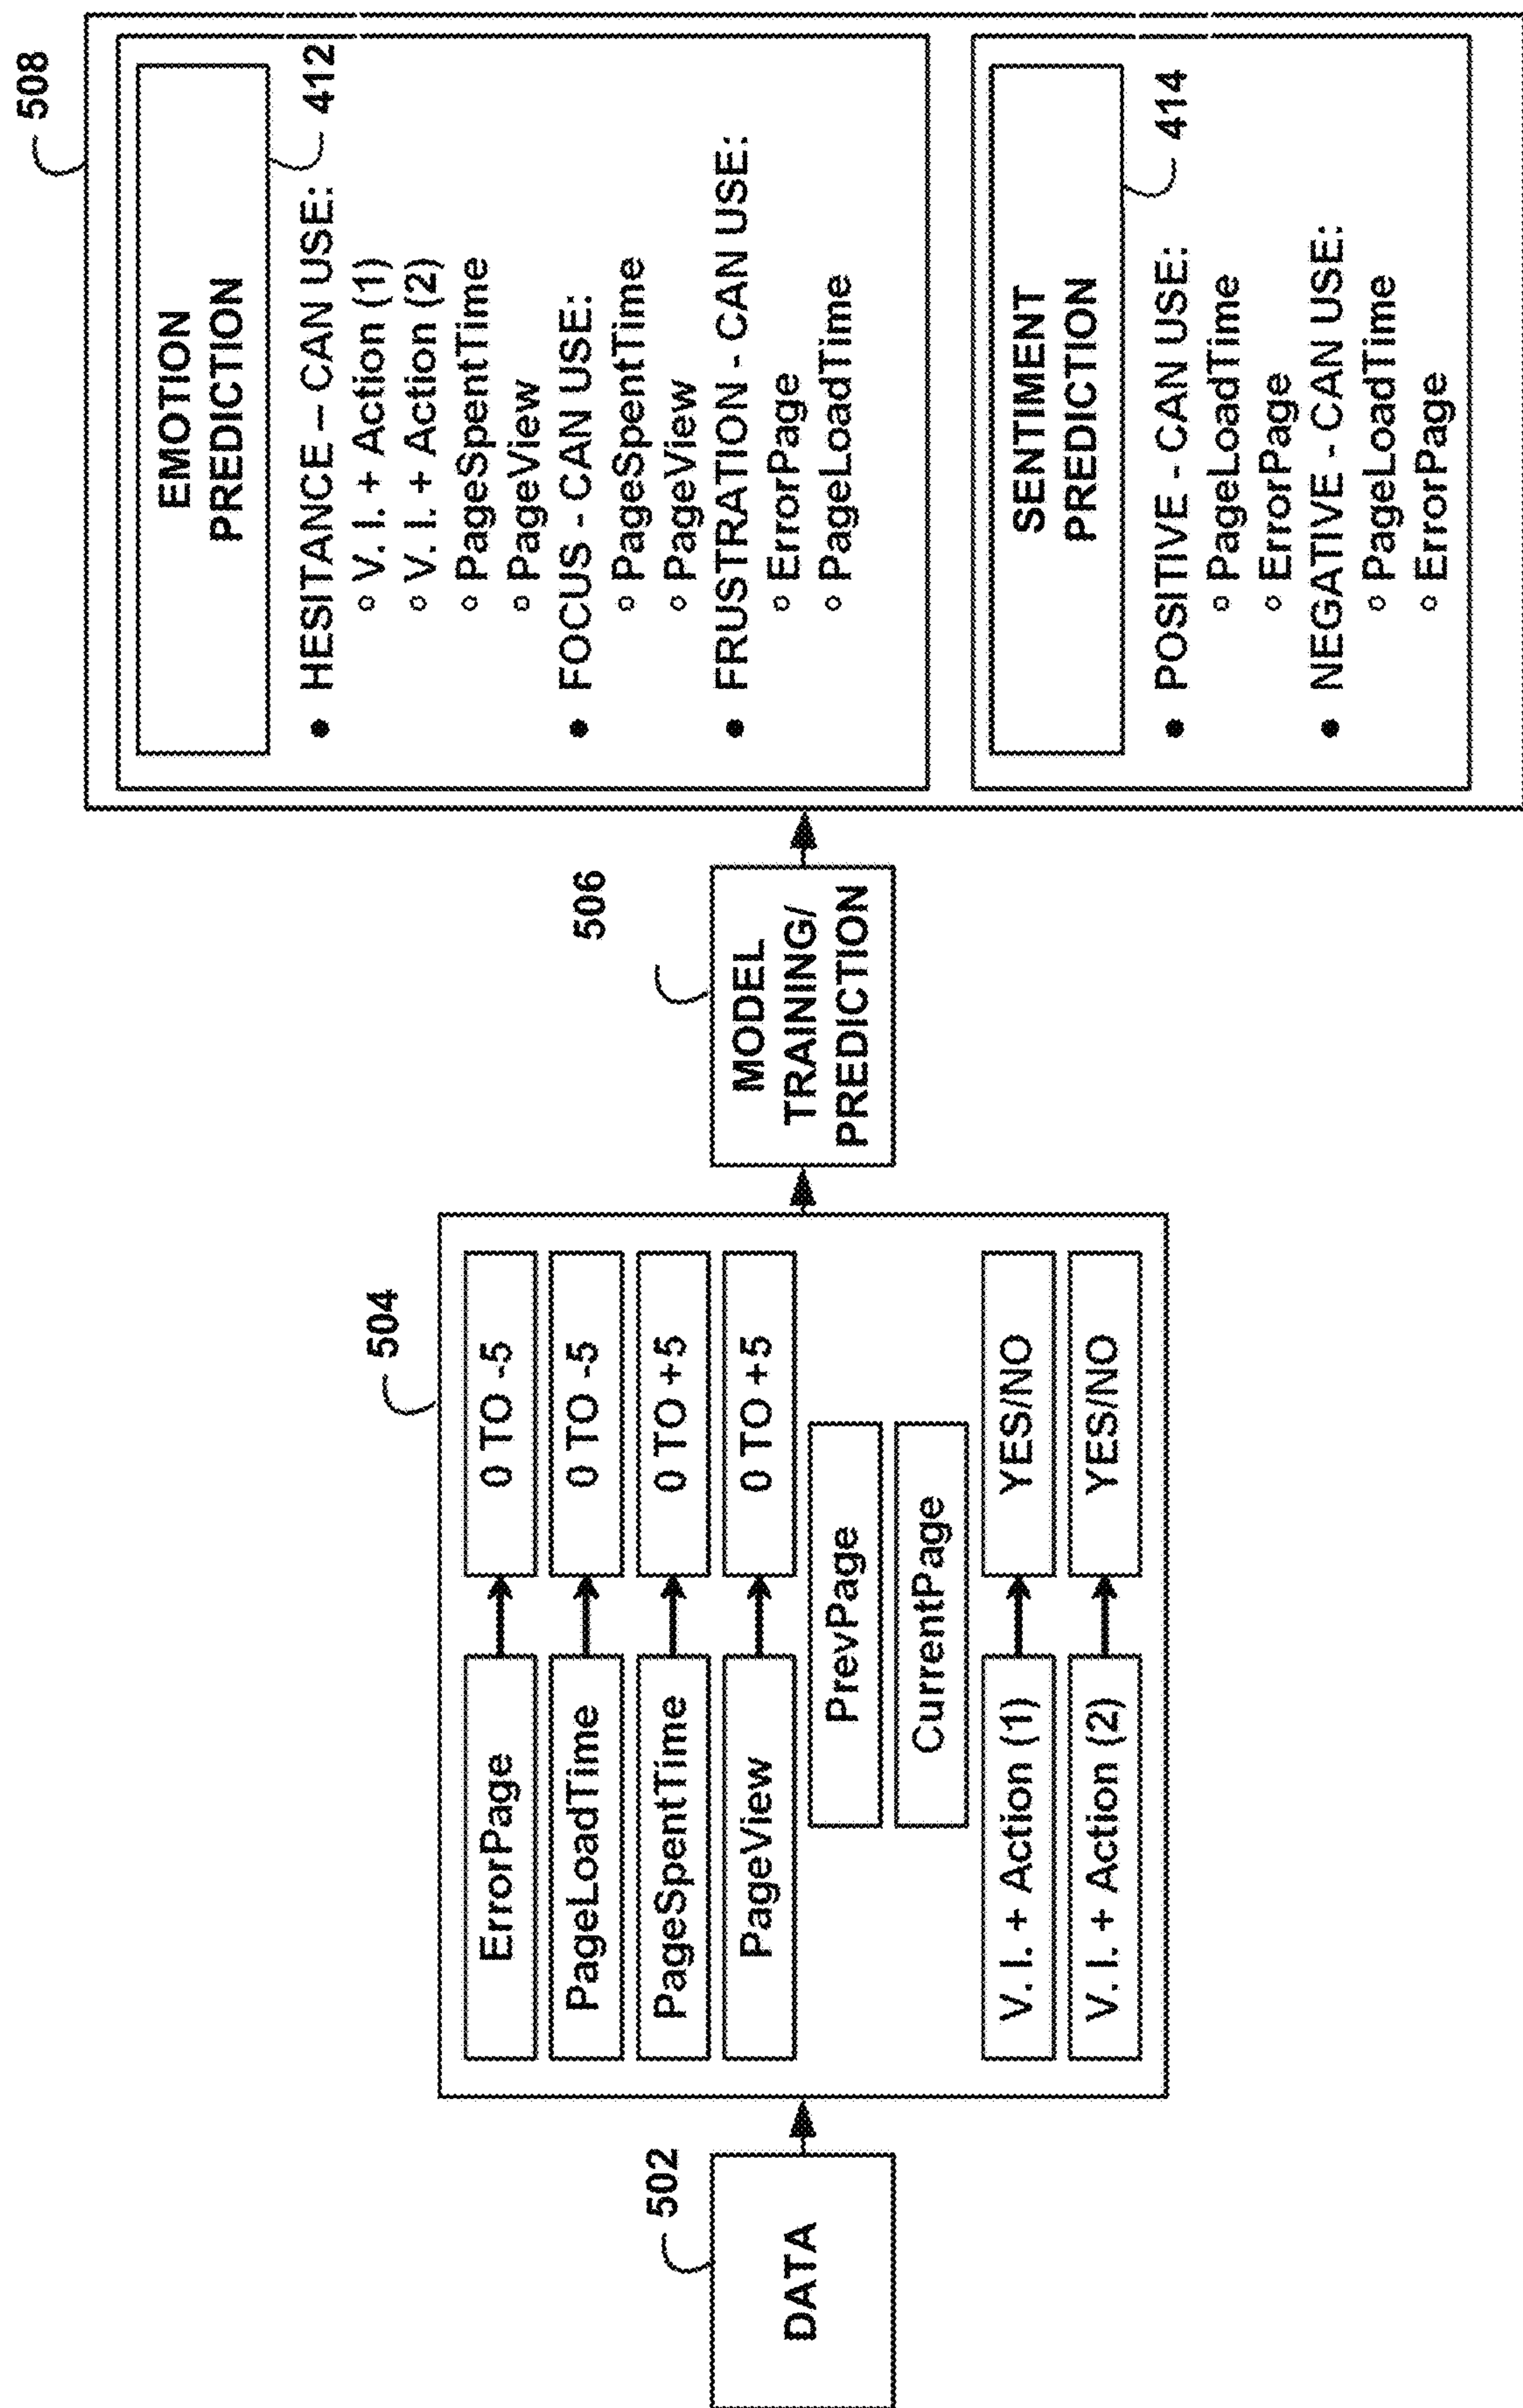 502
DATA
504
ErrorPage
0 TO -5
PageLoadTime
0 TO -5
PageSpentTime
0 TO +5
PageView
0 TO +5
PrevPage
CurrentPage
V. I. + Action (1)
YES/NO
V. I. + Action (2)
YES/NO
506
MODEL
TRAINING/
PREDICTION
508
EMOTION
PREDICTION
412
● HESITANCE – CAN USE:
○ V. I. + Action (1)
○ V. I. + Action (2)
○ PageSpentTime
○ PageView
● FOCUS - CAN USE:
○ PageSpentTime
○ PageView
● FRUSTRATION - CAN USE:
○ ErrorPage
○ PageLoadTime
SENTIMENT
PREDICTION
414
● POSITIVE - CAN USE:
○ PageLoadTime
○ ErrorPage
● NEGATIVE - CAN USE:
○ PageLoadTime
○ ErrorPage